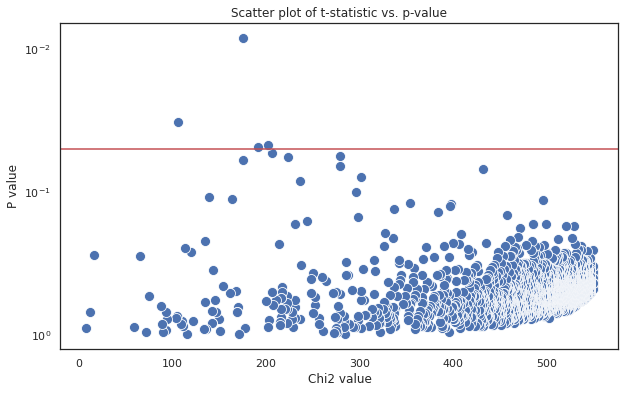 Scatter plot of t-statistic vs. p-value
P value
10⁻²
10⁻¹
10⁰
0 100 200 300 400 500
Chi2 value